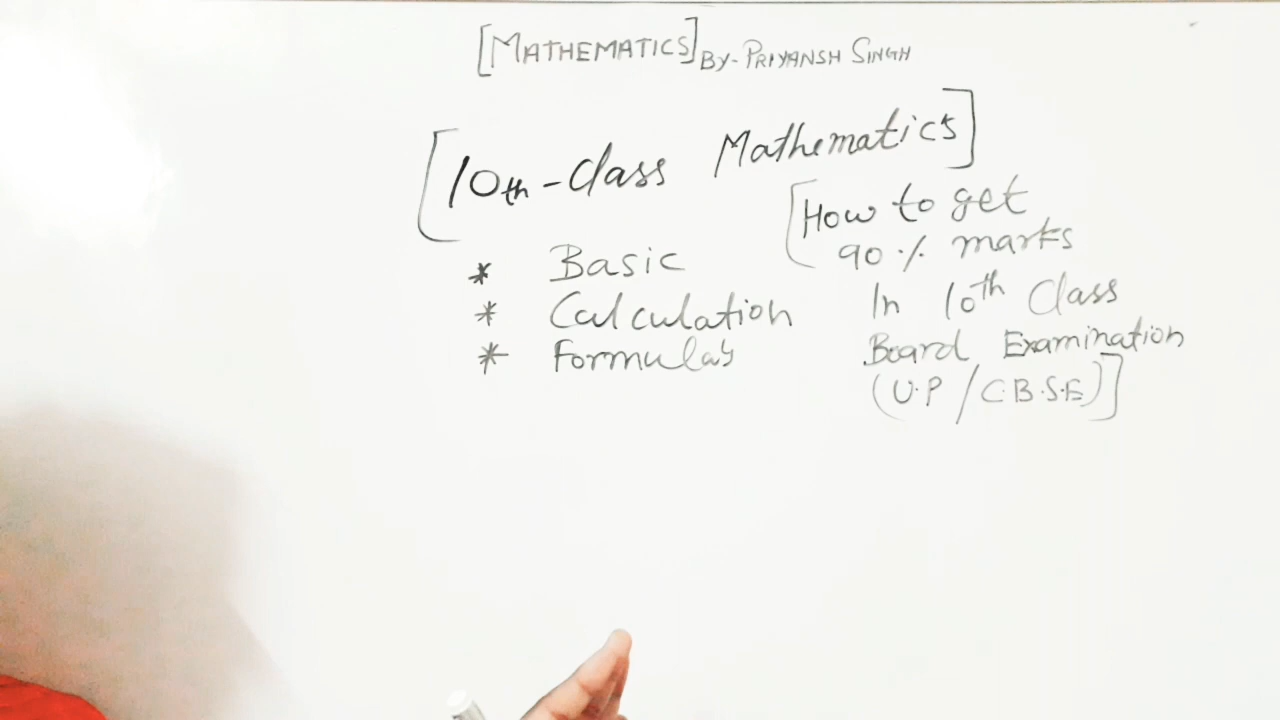 [MATHEMATICS] BY-PRIYANSH SINGH
[10th-Class Mathematics]
[How to get
90% marks
In 10th Class
Board Examination
(U.P/C.B.S.E)]
* Basic
* Calculation
* Formula's